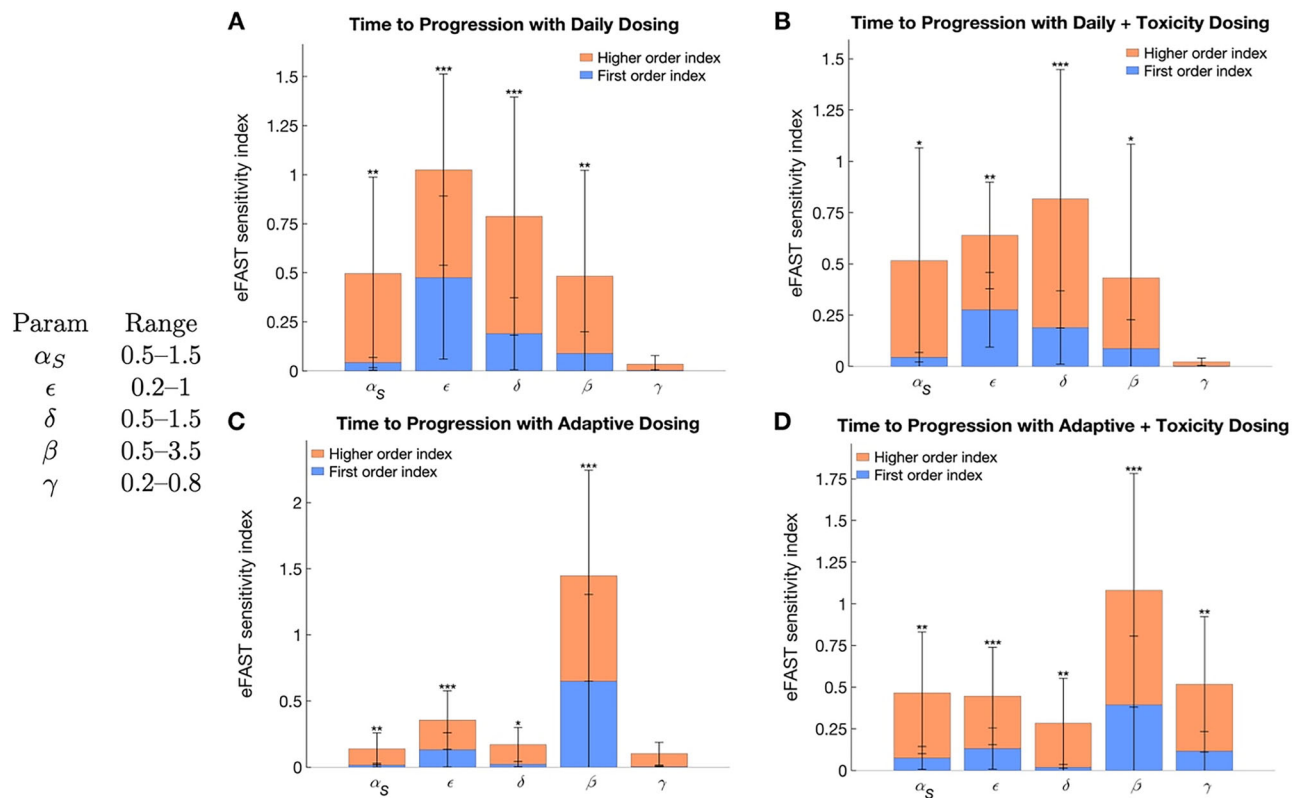 Param Range
α_S 0.5–1.5
ϵ 0.2–1
δ 0.5–1.5
β 0.5–3.5
γ 0.2–0.8
A Time to Progression with Daily Dosing
Higher order index
First order index
eFAST sensitivity index
1.5
1.25
1
0.75
0.5
0.25
0
** *** *** **
α_S ϵ δ β γ
B Time to Progression with Daily + Toxicity Dosing
Higher order index
First order index
eFAST sensitivity index
1.5
1.25
1
0.75
0.5
0.25
0
* ** *** *
α_S ϵ δ β γ
C Time to Progression with Adaptive Dosing
Higher order index
First order index
eFAST sensitivity index
2
1.5
1
0.5
0
** *** * ***
α_S ϵ δ β γ
D Time to Progression with Adaptive + Toxicity Dosing
Higher order index
First order index
eFAST sensitivity index
1.75
1.5
1.25
1
0.75
0.5
0.25
0
** *** ** *** **
α_S ϵ δ β γ